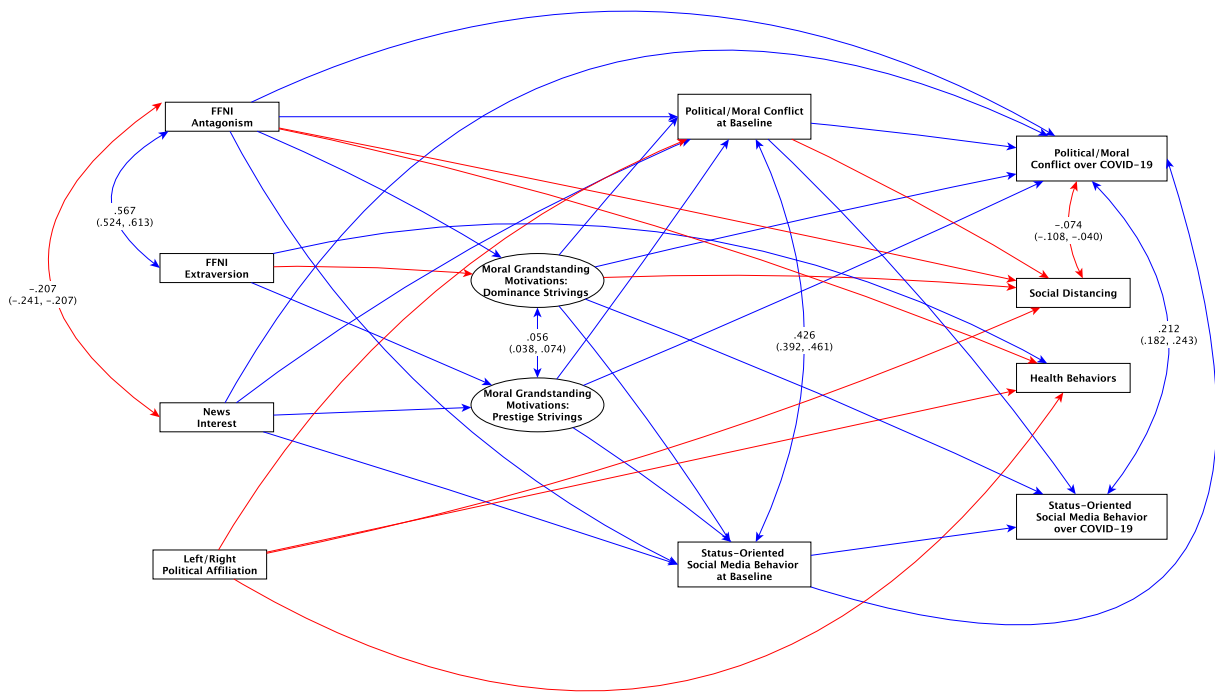 FFNI
Antagonism
Political/Moral Conflict
at Baseline
Political/Moral
Conflict over COVID-19
.567
(.524, .613)
-.074
(-.108, -.040)
FFNI
Extraversion
Moral Grandstanding
Motivations:
Dominance Strivings
Social Distancing
-.207
(-.241, -.207)
.056
(.038, .074)
.426
(.392, .461)
.212
(.182, .243)
Health Behaviors
News
Interest
Moral Grandstanding
Motivations:
Prestige Strivings
Status-Oriented
Social Media Behavior
over COVID-19
Left/Right
Political Affiliation
Status-Oriented
Social Media Behavior
at Baseline